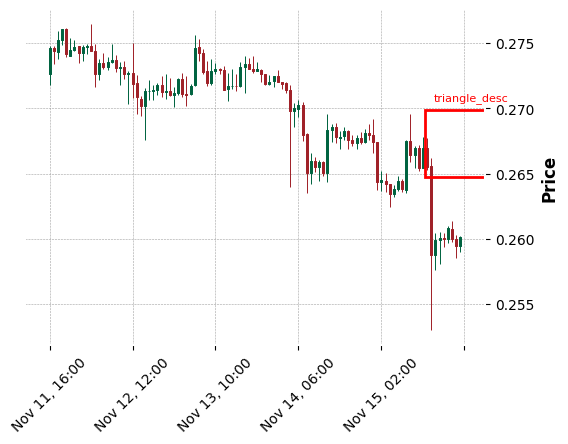 0.275
triangle_desc
0.270
0.265
Price
0.260
0.255
Nov 11, 16:00
Nov 12, 12:00
Nov 13, 10:00
Nov 14, 06:00
Nov 15, 02:00